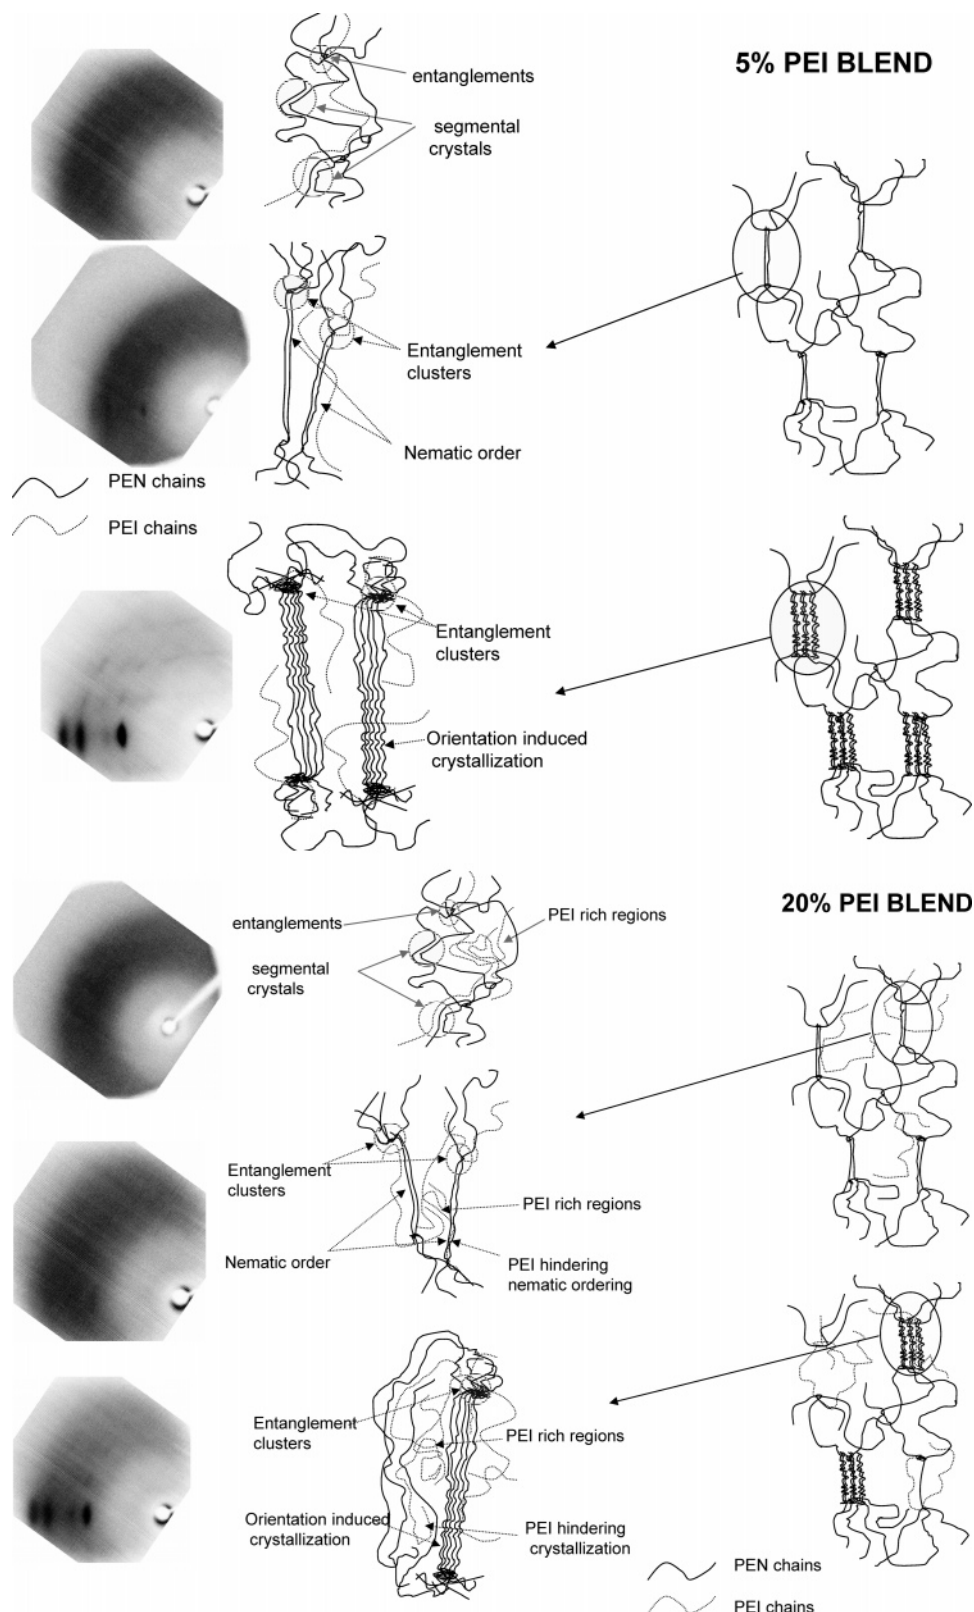 5% PEI BLEND
entanglements
segmental
crystals
Entanglement
clusters
Nematic order
PEN chains
PEI chains
Entanglement
clusters
Orientation induced
crystallization
20% PEI BLEND
entanglements
PEI rich regions
segmental
crystals
Entanglement
clusters
PEI rich regions
Nematic order
PEI hindering
nematic ordering
Entanglement
clusters
PEI rich regions
Orientation induced
crystallization
PEI hindering
crystallization
PEN chains
PEI chains